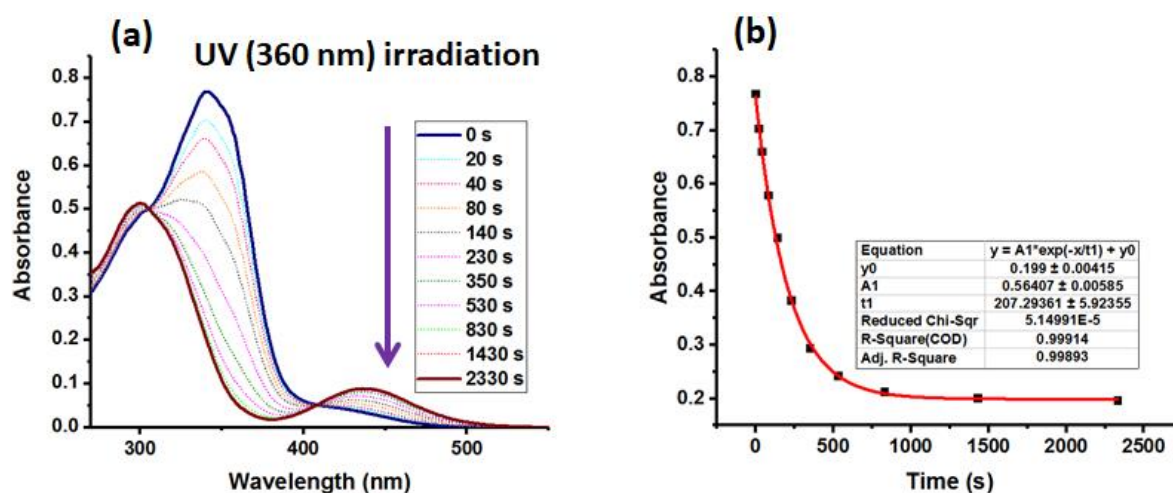 (a)
UV (360 nm) irradiation
0.8
0.7
0.6
0.5
0.4
0.3
0.2
0.1
0.0
Absorbance
300
400
500
Wavelength (nm)
0 s
20 s
40 s
80 s
140 s
230 s
350 s
530 s
830 s
1430 s
2330 s
(b)
0.8
0.7
0.6
0.5
0.4
0.3
0.2
Absorbance
0 500 1000 1500 2000 2500
Time (s)
Equation y = A1*exp(-x/t1) + y0
y0 0.199 ± 0.00415
A1 0.56407 ± 0.00585
t1 207.29361 ± 5.92355
Reduced Chi-Sqr 5.14991E-5
R-Square(COD) 0.99914
Adj. R-Square 0.99893